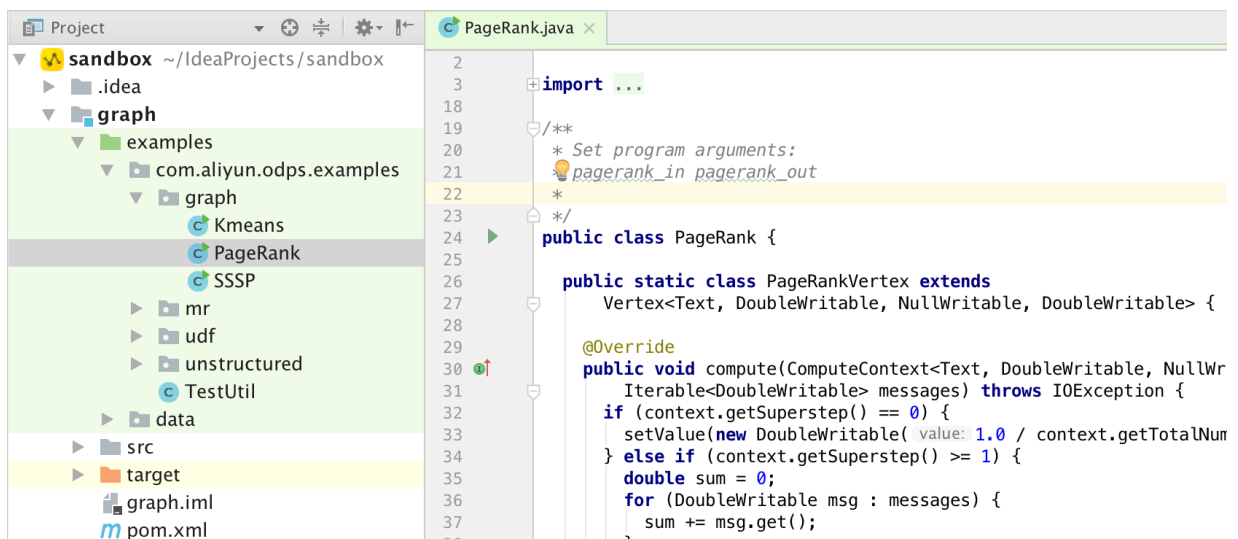 Project
sandbox ~/IdeaProjects/sandbox
.idea
graph
examples
com.aliyun.odps.examples
graph
Kmeans
PageRank
SSSP
mr
udf
unstructured
TestUtil
data
src
target
graph.iml
pom.xml
PageRank.java
2
3 import ...
18
19 /**
20 * Set program arguments:
21 * pagerank_in pagerank_out
22 *
23 */
24 public class PageRank {
25
26 public static class PageRankVertex extends
27 Vertex<Text, DoubleWritable, NullWritable, DoubleWritable> {
28
29 @Override
30 public void compute(ComputeContext<Text, DoubleWritable, NullWr
31 Iterable<DoubleWritable> messages) throws IOException {
32 if (context.getSuperstep() == 0) {
33 setValue(new DoubleWritable( value: 1.0 / context.getTotalNum
34 } else if (context.getSuperstep() >= 1) {
35 double sum = 0;
36 for (DoubleWritable msg : messages) {
37 sum += msg.get();